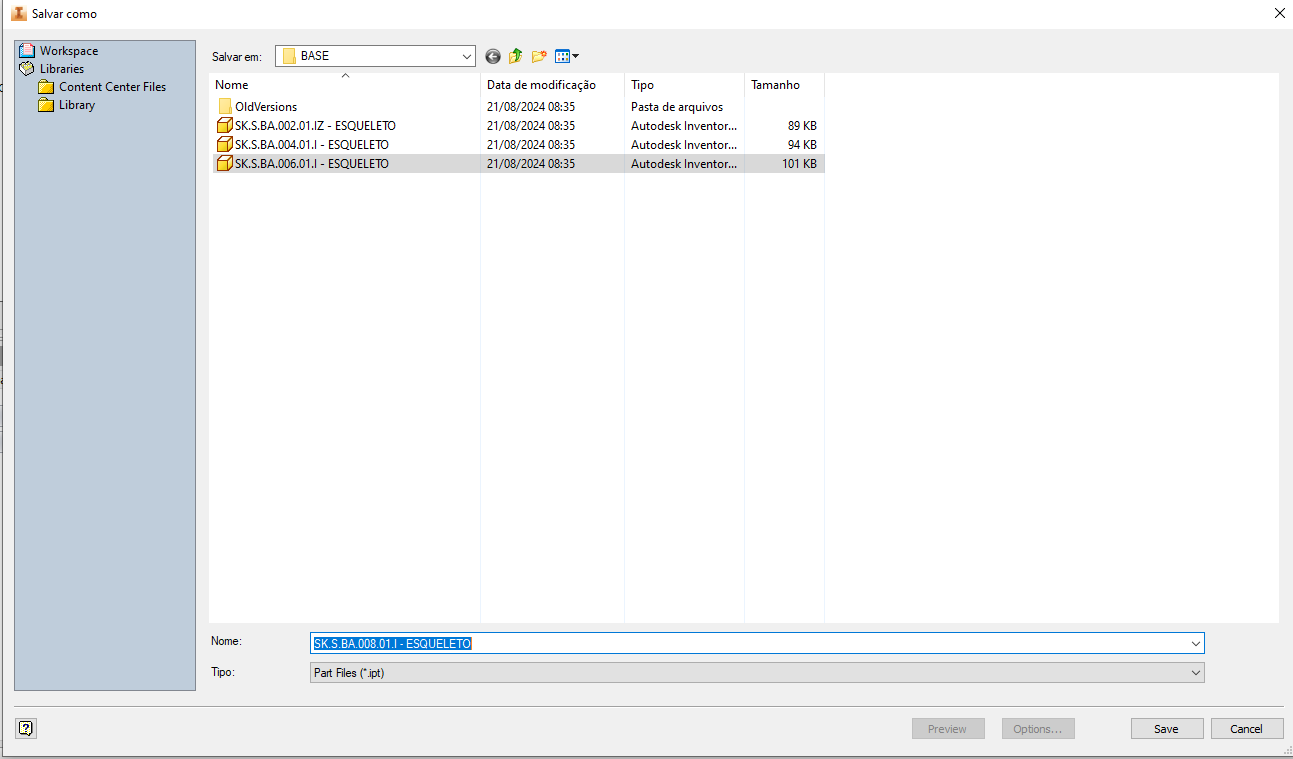 Salvar como
Workspace
Libraries
Content Center Files
Library
Salvar em: BASE
Nome Data de modificação Tipo Tamanho
OldVersions 21/08/2024 08:35 Pasta de arquivos
SK.S.BA.002.01.IZ - ESQUELETO 21/08/2024 08:35 Autodesk Inventor... 89 KB
SK.S.BA.004.01.I - ESQUELETO 21/08/2024 08:35 Autodesk Inventor... 94 KB
SK.S.BA.006.01.I - ESQUELETO 21/08/2024 08:35 Autodesk Inventor... 101 KB
Nome: SK.S.BA.008.01.I - ESQUELETO
Tipo: Part Files (*.ipt)
Preview Options... Save Cancel